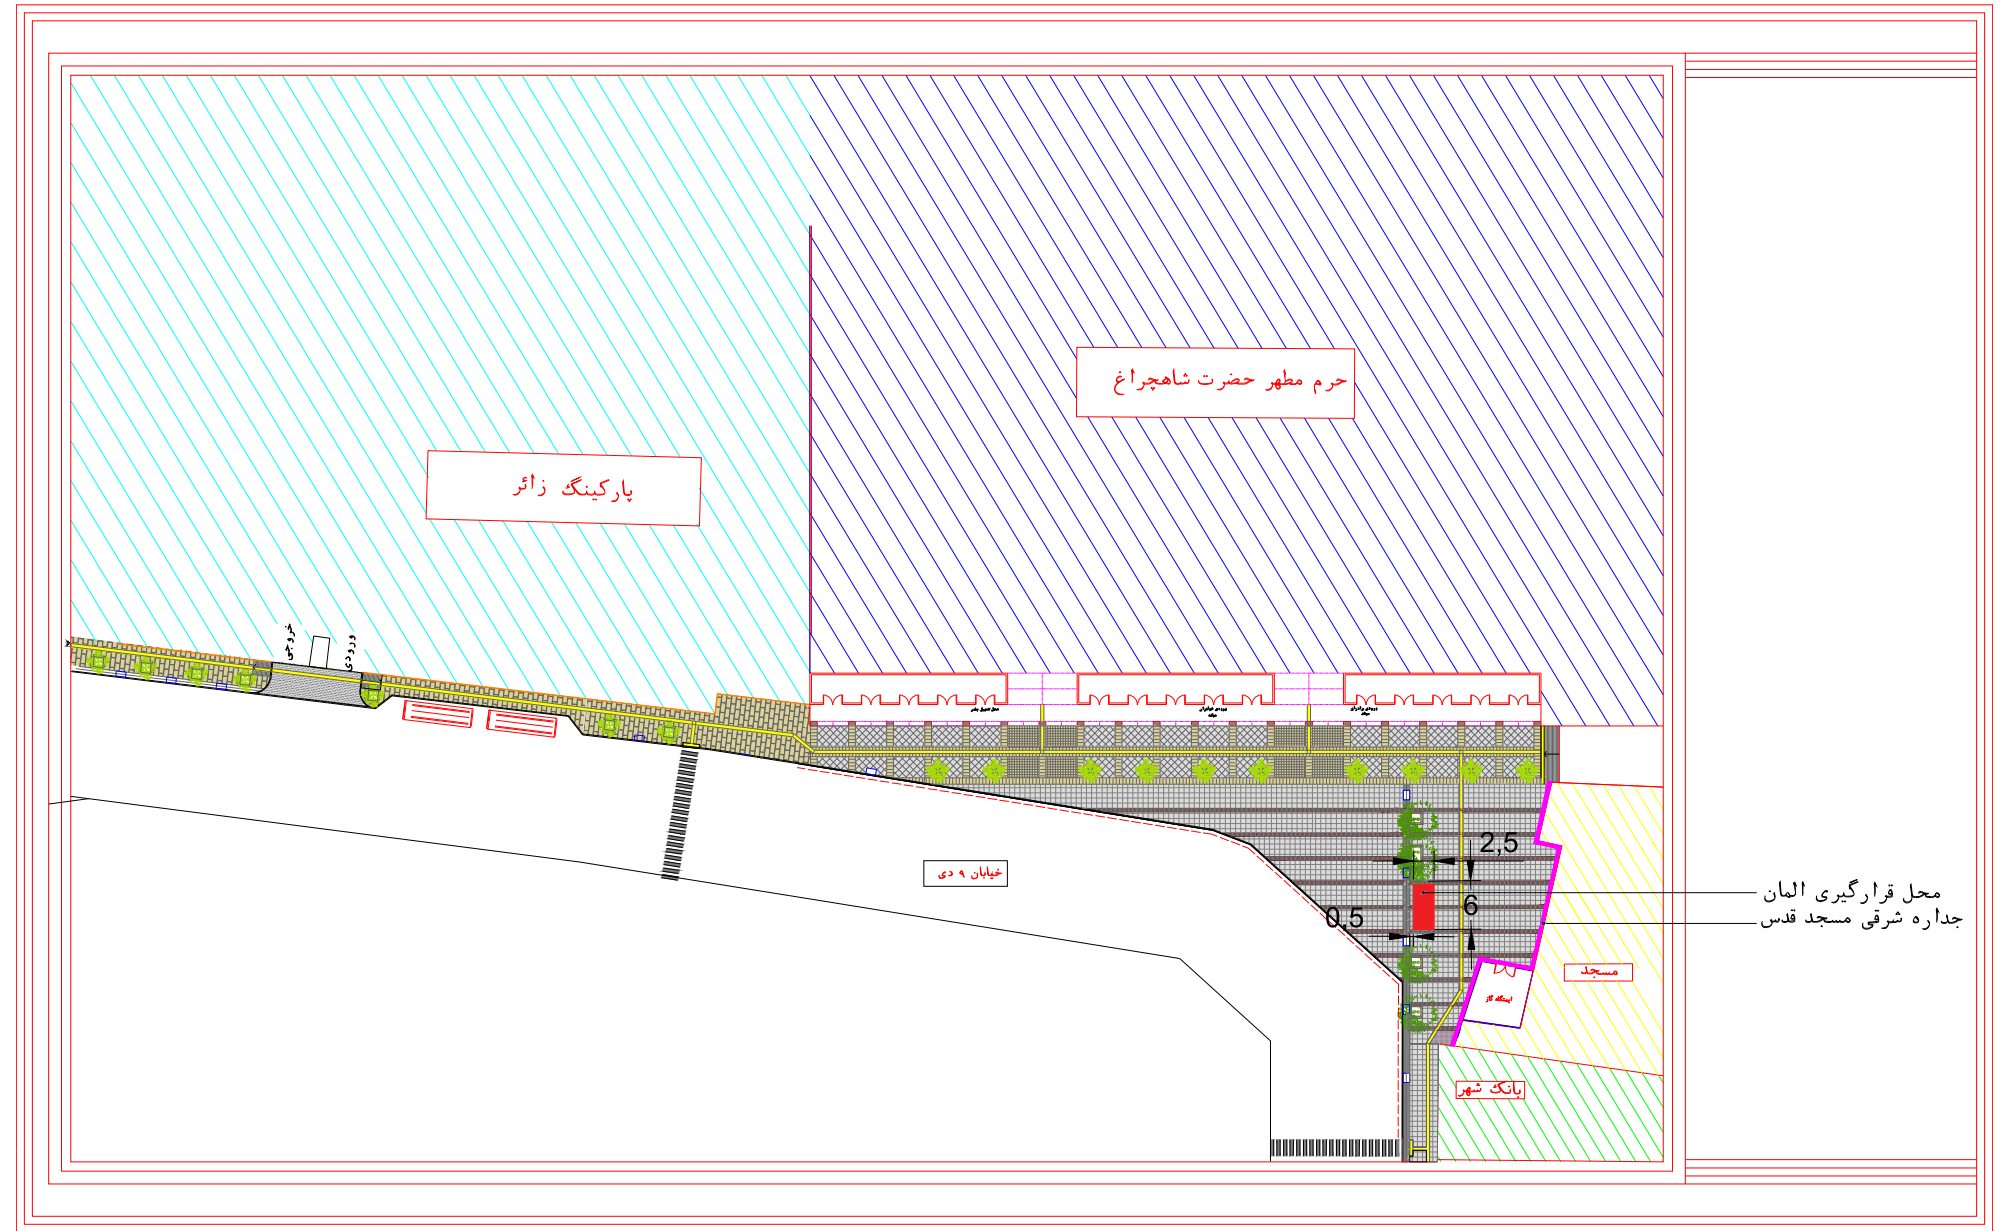 حرم مطهر حضرت شاهچراغ
پارکینگ زائر
خروجی
ورودی
خیابان ۹ دی
2,5
6
0,5
محل قرارگیری المان
جداره شرقی مسجد قدس
مسجد
ایستگاه گاز
بانک شهر